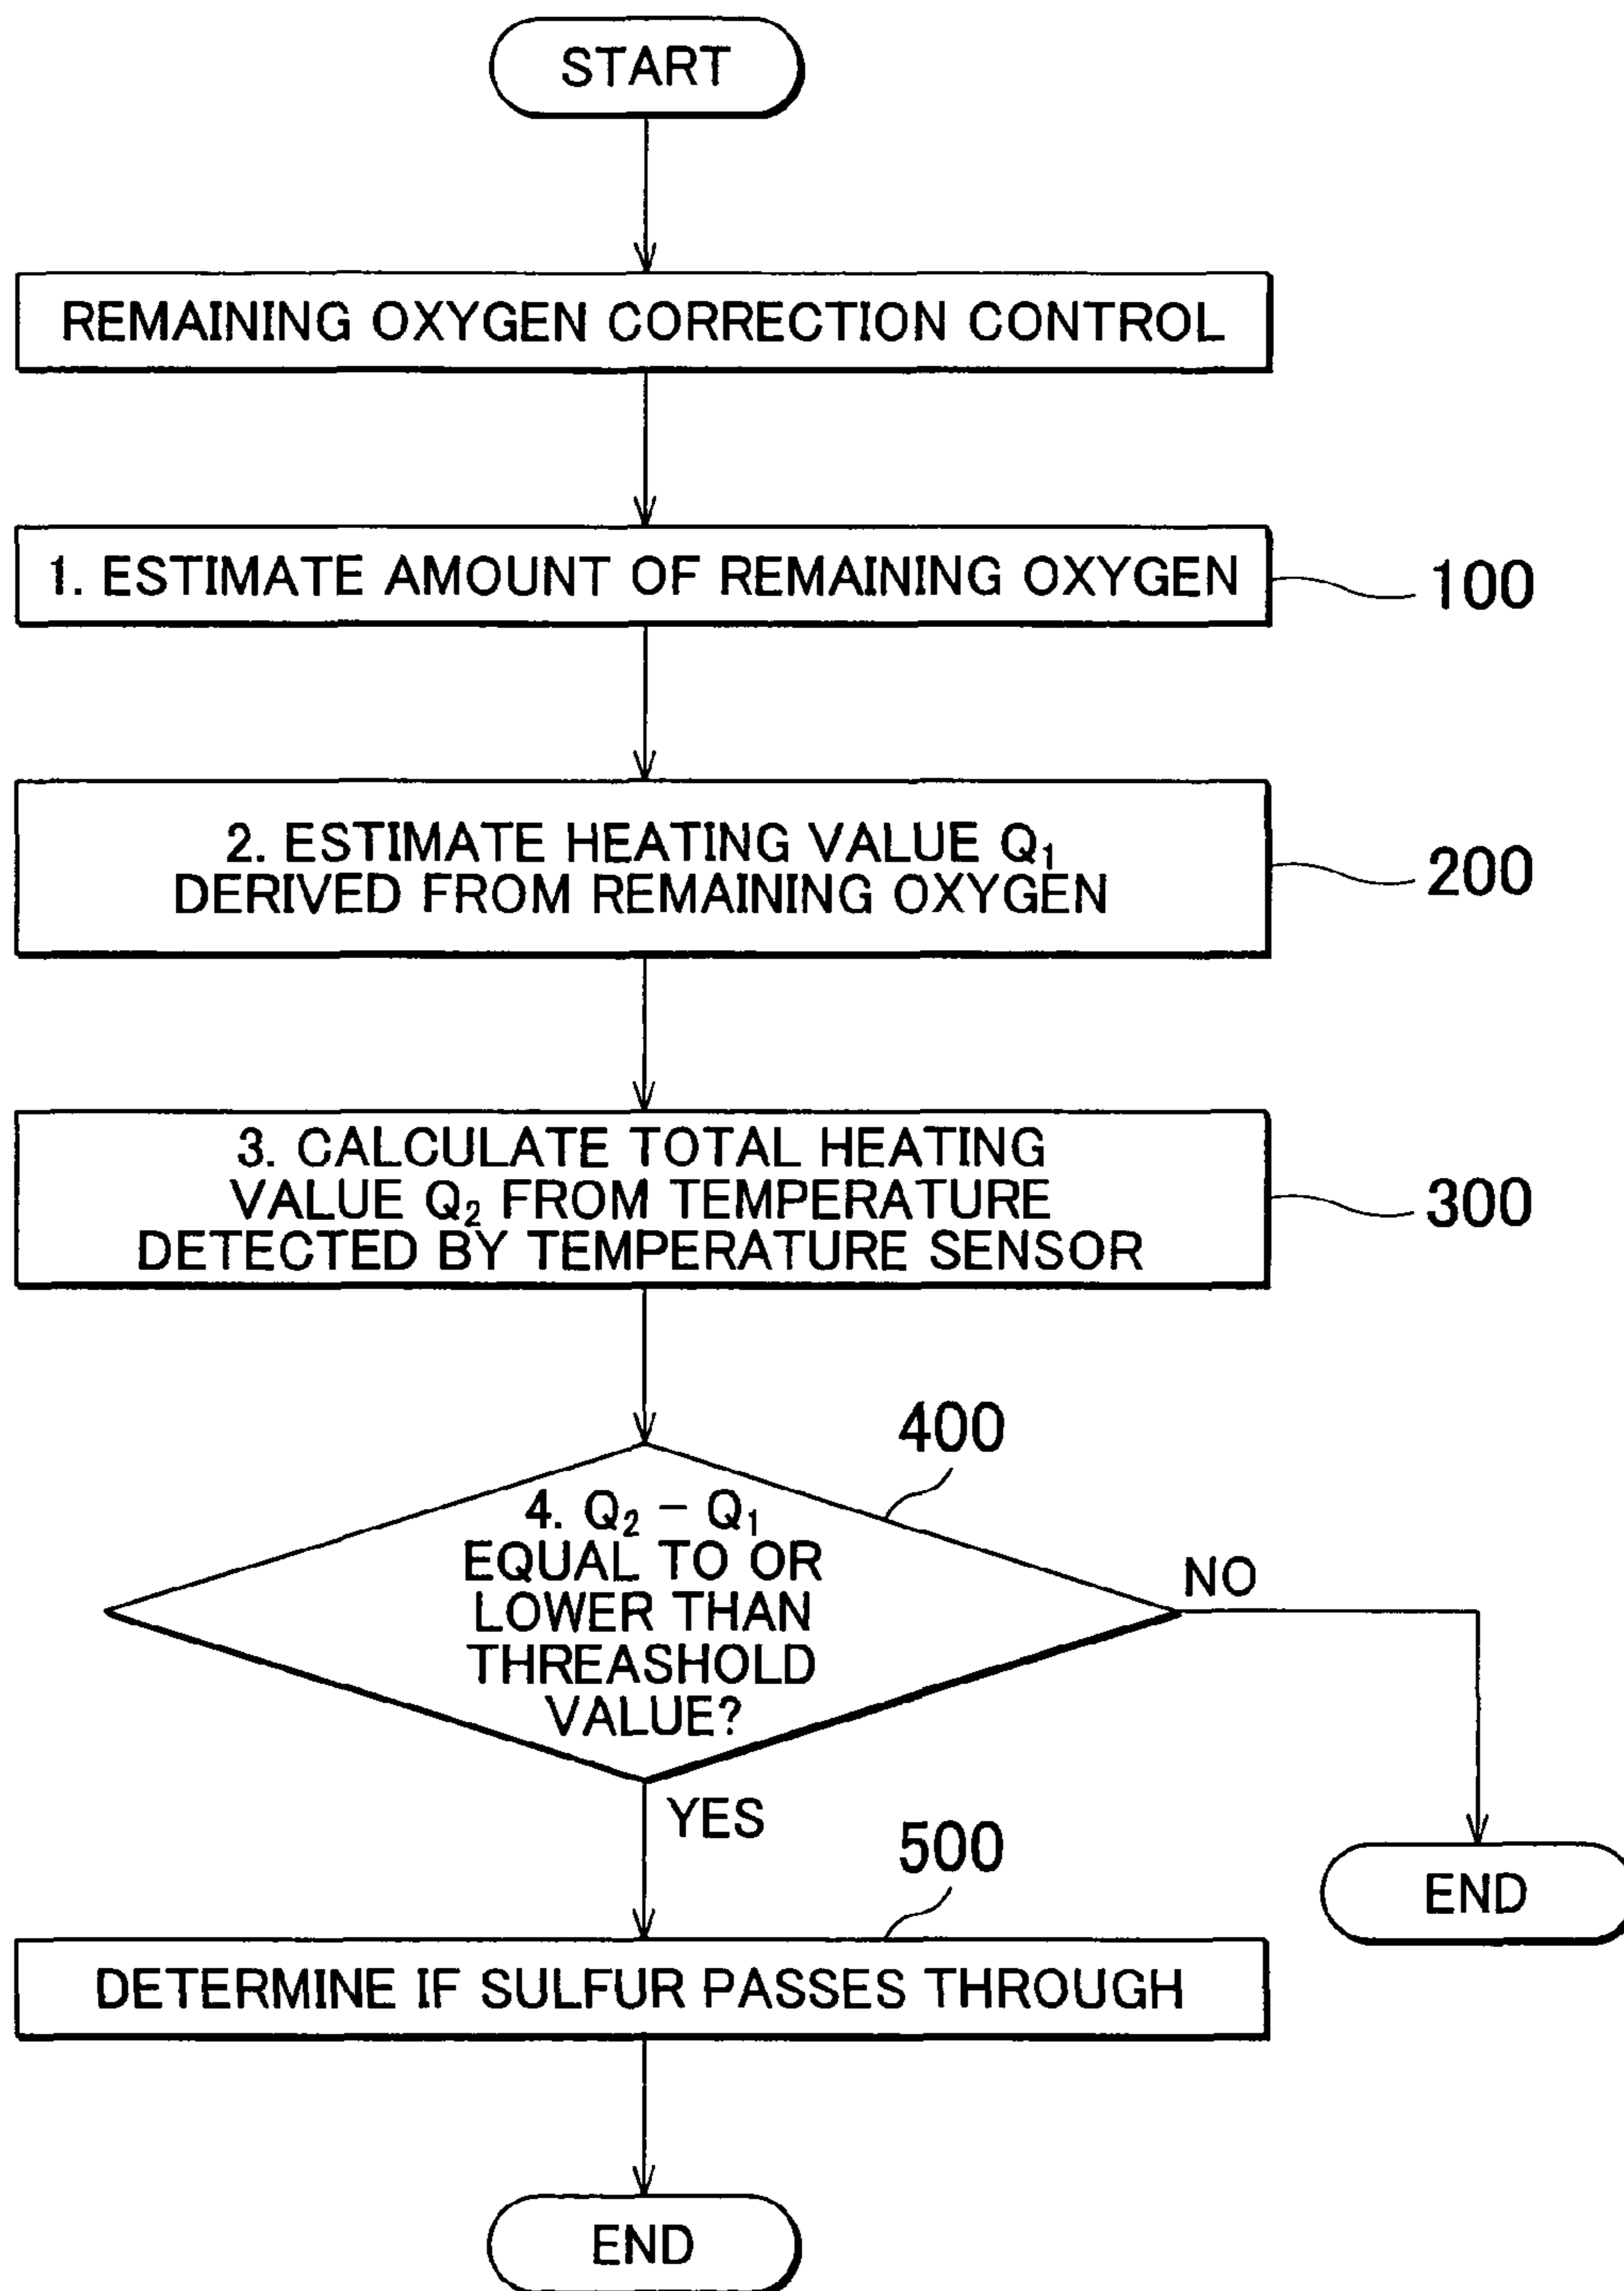 START
REMAINING OXYGEN CORRECTION CONTROL
1. ESTIMATE AMOUNT OF REMAINING OXYGEN
100
2. ESTIMATE HEATING VALUE Q₁
DERIVED FROM REMAINING OXYGEN
200
3. CALCULATE TOTAL HEATING
VALUE Q₂ FROM TEMPERATURE
DETECTED BY TEMPERATURE SENSOR
300
400
4. Q₂ − Q₁
EQUAL TO OR
LOWER THAN
THREASHOLD
VALUE?
NO
YES
500
END
DETERMINE IF SULFUR PASSES THROUGH
END